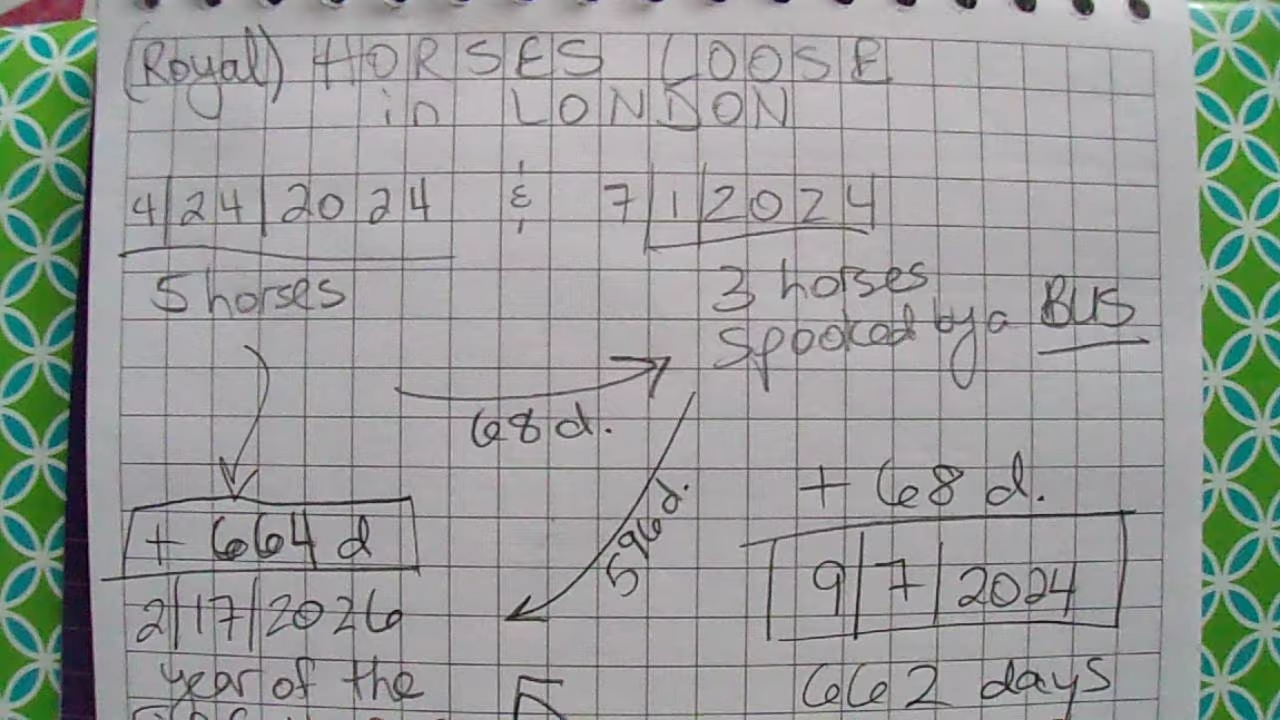 (Royal) HORSES LOOSE
in LONDON
4/24/2024 & 7/1/2024
5 horses
3 horses
spooked by a BUS
68 d.
596 d.
+ 68 d.
+ 664 d
9/7/2024
2/17/2026
662 days
year of the